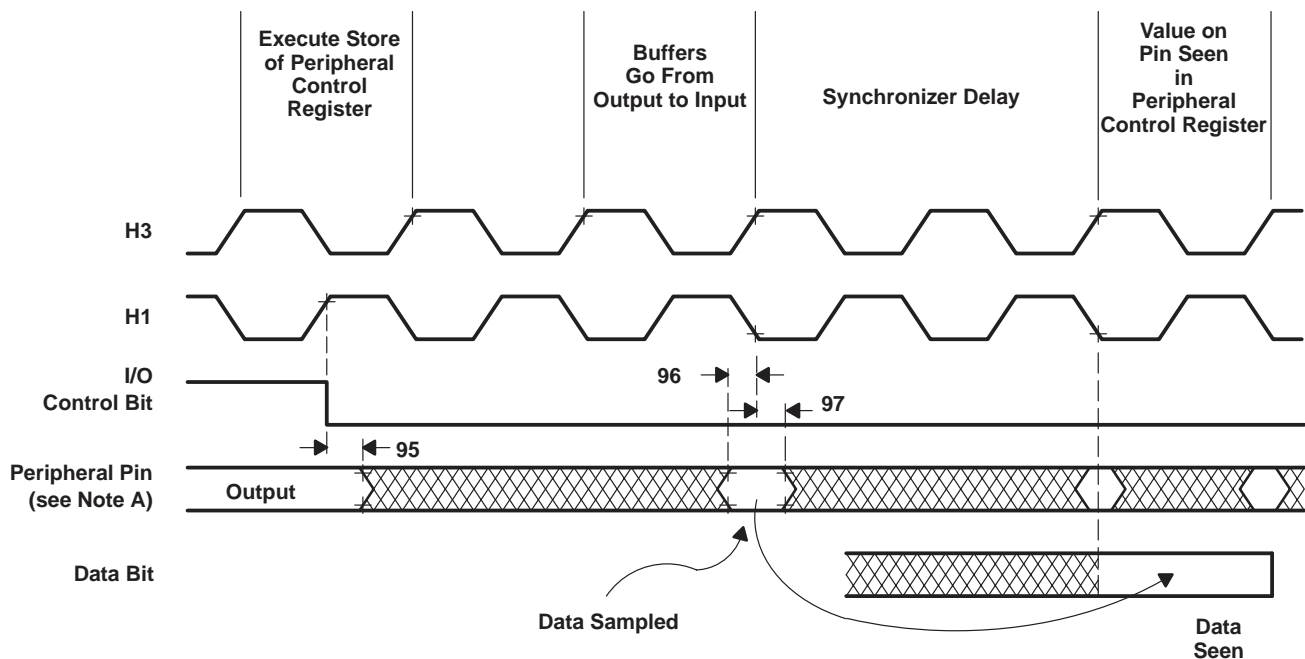 Execute Store
of Peripheral
Control
Register
Buffers
Go From
Output to Input
Synchronizer Delay
Value on
Pin Seen
in
Peripheral
Control Register
H3
H1
I/O
Control Bit
96
97
95
Peripheral Pin
(see Note A)
Output
Data Bit
Data Sampled
Data
Seen